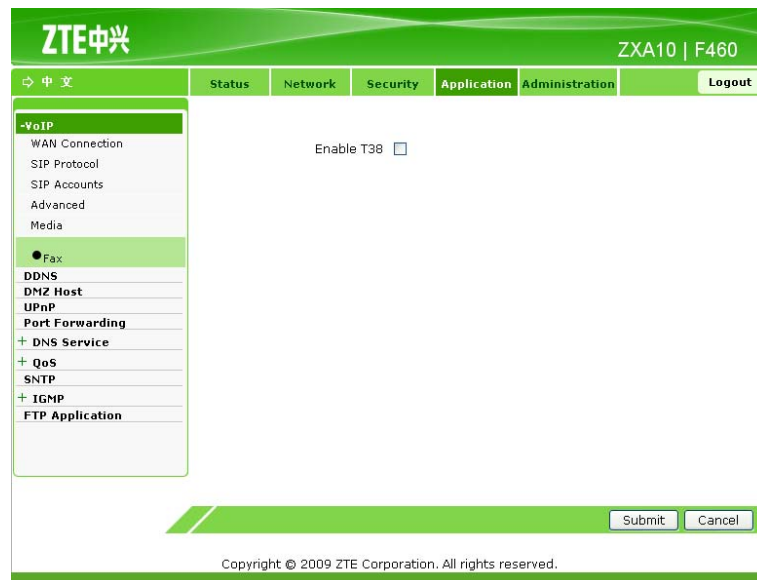 ZTE中兴
ZXA10 | F460
中文
Status Network Security Application Administration Logout
-VoIP
WAN Connection
SIP Protocol
SIP Accounts
Advanced
Media
Fax
DDNS
DMZ Host
UPnP
Port Forwarding
+ DNS Service
+ QoS
SNTP
+ IGMP
FTP Application
Enable T38
Submit Cancel
Copyright © 2009 ZTE Corporation. All rights reserved.